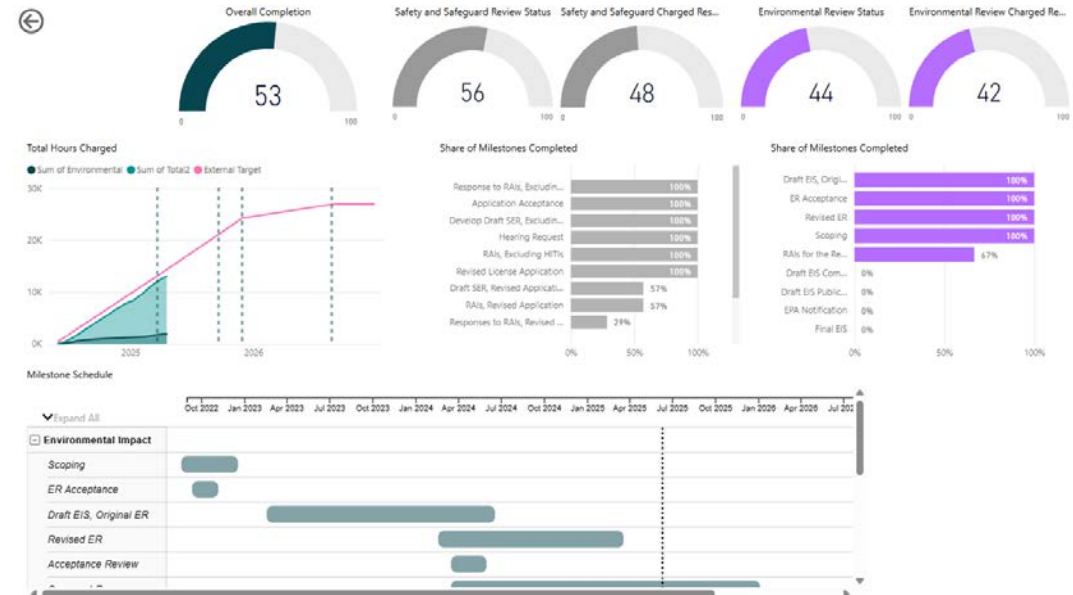 Overall Completion
Safety and Safeguard Review Status
Safety and Safeguard Charged Res...
Environmental Review Status
Environmental Review Charged Re...
53
0
100
56
0
100
48
0
100
44
0
100
42
0
100
Total Hours Charged
Sum of Environmental
Sum of Total2
External Target
30K
20K
10K
0K
2025
2026
Share of Milestones Completed
Response to RAIs, Excludin...
100%
Application Acceptance
100%
Develop Draft SER, Excludin...
100%
Hearing Request
100%
RAIs, Excluding HITIs
100%
Revised License Application
100%
Draft SER, Revised Applicati...
57%
RAIs, Revised Application
57%
Responses to RAIs, Revised ...
29%
0%
50%
100%
Share of Milestones Completed
Draft EIS, Origi...
100%
ER Acceptance
100%
Revised ER
100%
Scoping
100%
RAIs for the Re...
67%
Draft EIS Com...
0%
Draft EIS Public...
0%
EPA Notification
0%
Final EIS
0%
0%
50%
100%
Milestone Schedule
Expand All
Oct 2022
Jan 2023
Apr 2023
Jul 2023
Oct 2023
Jan 2024
Apr 2024
Jul 2024
Oct 2024
Jan 2025
Apr 2025
Jul 2025
Oct 2025
Jan 2026
Apr 2026
Jul 202
Environmental Impact
Scoping
ER Acceptance
Draft EIS, Original ER
Revised ER
Acceptance Review